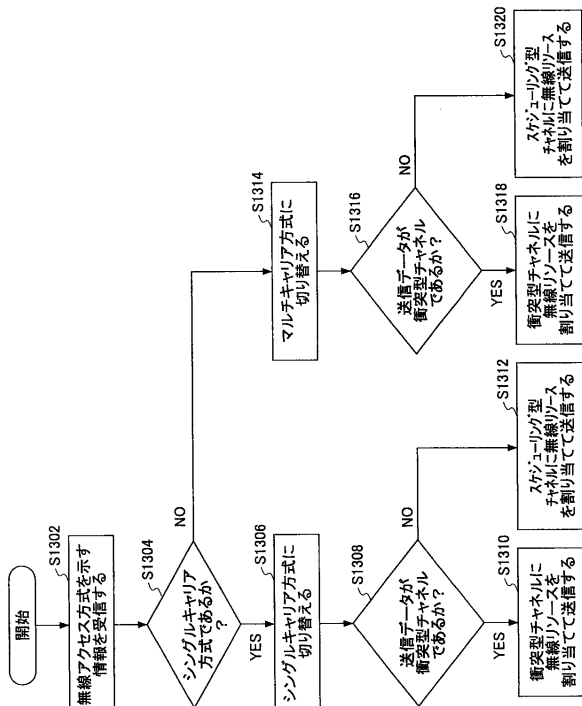 開始
S1302
無線アクセス方式を示す
情報を受信する
S1304
シングルキャリア
方式であるか
?
NO
YES
S1306
シングルキャリア方式に
切り替える
S1308
送信データが
衝突型チャネル
であるか?
NO
YES
S1310
衝突型チャネルに
無線リソースを
割り当てて送信する
S1312
スケジューリング型
チャネルに無線リソース
を割り当てて送信する
S1314
マルチキャリア方式に
切り替える
S1316
送信データが
衝突型チャネル
であるか?
NO
YES
S1318
衝突型チャネルに
無線リソースを
割り当てて送信する
S1320
スケジューリング型
チャネルに無線リソース
を割り当てて送信する